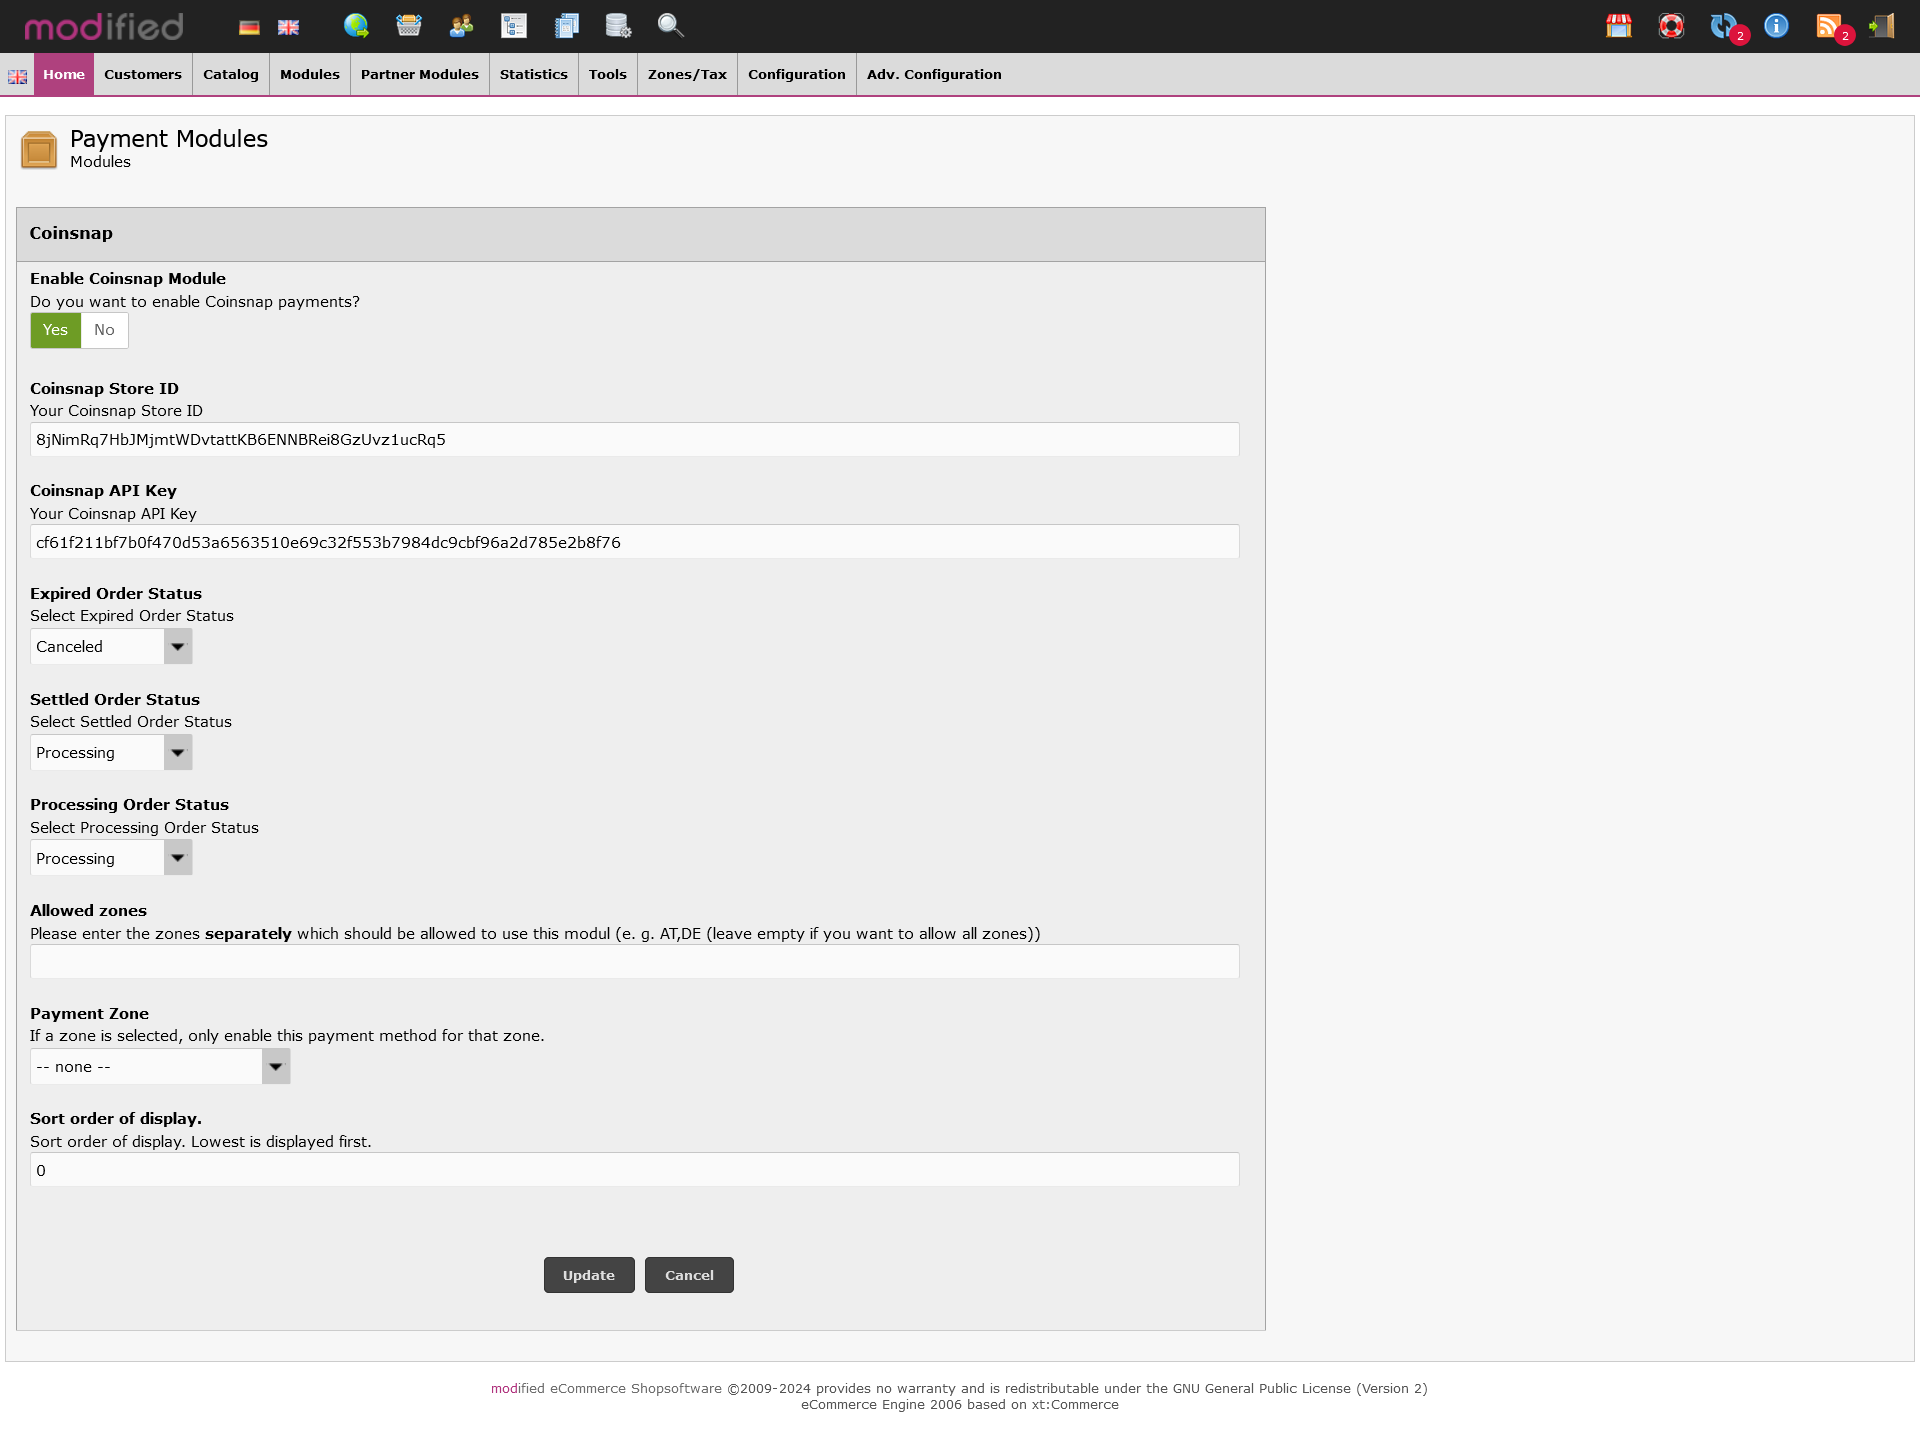 modified
2
2
Home
Customers
Catalog
Modules
Partner Modules
Statistics
Tools
Zones/Tax
Configuration
Adv. Configuration
Payment Modules
Modules
Coinsnap
Enable Coinsnap Module
Do you want to enable Coinsnap payments?
Yes No
Coinsnap Store ID
Your Coinsnap Store ID
8jNimRq7HbJMjmtWDvtattKB6ENNBRei8GzUvz1ucRq5
Coinsnap API Key
Your Coinsnap API Key
cf61f211bf7b0f470d53a6563510e69c32f553b7984dc9cbf96a2d785e2b8f76
Expired Order Status
Select Expired Order Status
Canceled
Settled Order Status
Select Settled Order Status
Processing
Processing Order Status
Select Processing Order Status
Processing
Allowed zones
Please enter the zones separately which should be allowed to use this modul (e. g. AT,DE (leave empty if you want to allow all zones))
Payment Zone
If a zone is selected, only enable this payment method for that zone.
-- none --
Sort order of display.
Sort order of display. Lowest is displayed first.
0
Update
Cancel
modified eCommerce Shopsoftware ©2009-2024 provides no warranty and is redistributable under the GNU General Public License (Version 2)
eCommerce Engine 2006 based on xt:Commerce